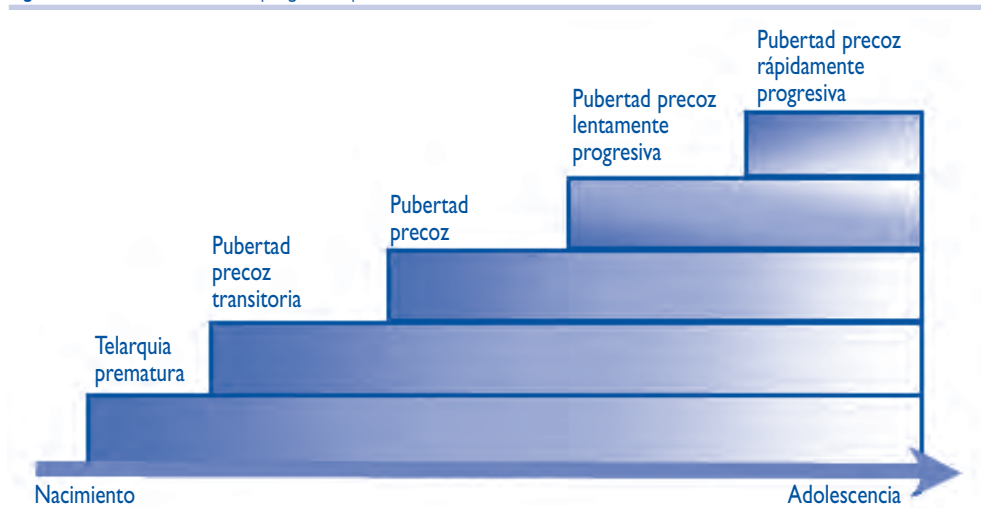 Pubertad precoz
rápidamente
progresiva
Pubertad precoz
lentamente
progresiva
Pubertad
precoz
Pubertad
precoz
transitoria
Telarquia
prematura
Nacimiento
Adolescencia